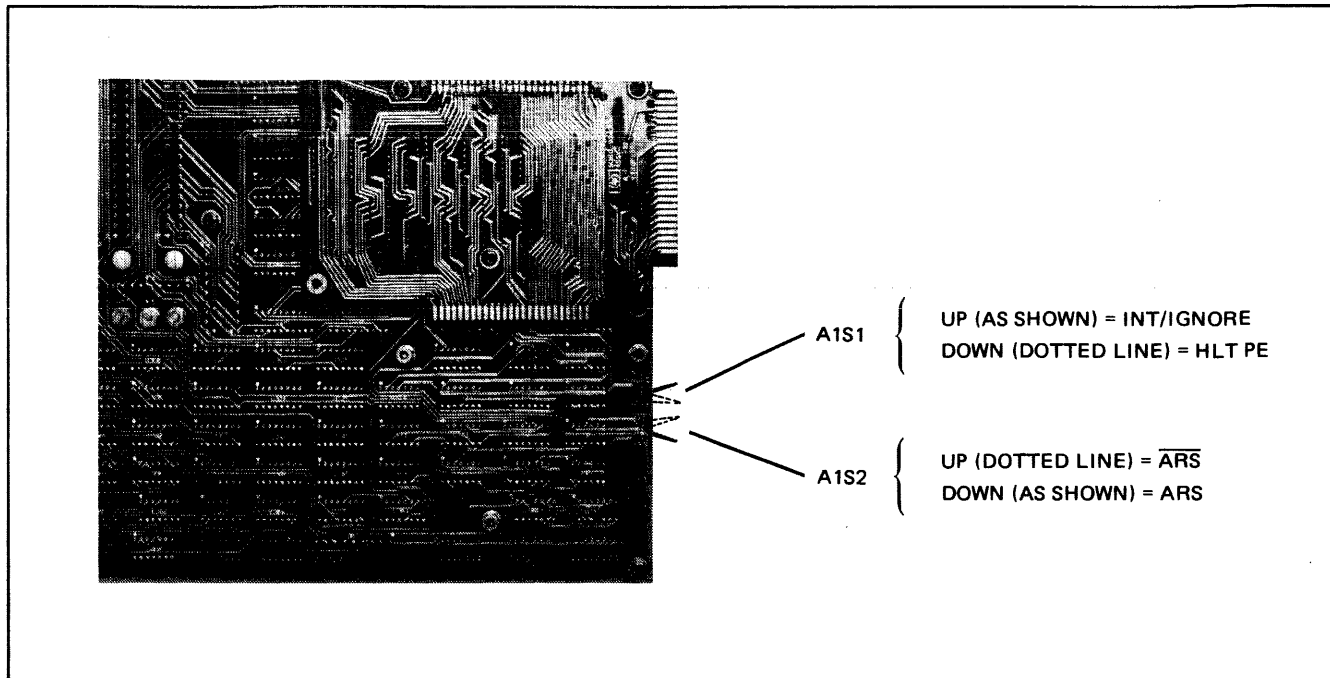 A1S1
UP (AS SHOWN) = INT/IGNORE
DOWN (DOTTED LINE) = HLT PE
A1S2
UP (DOTTED LINE) = A̅R̅S̅
DOWN (AS SHOWN) = ARS